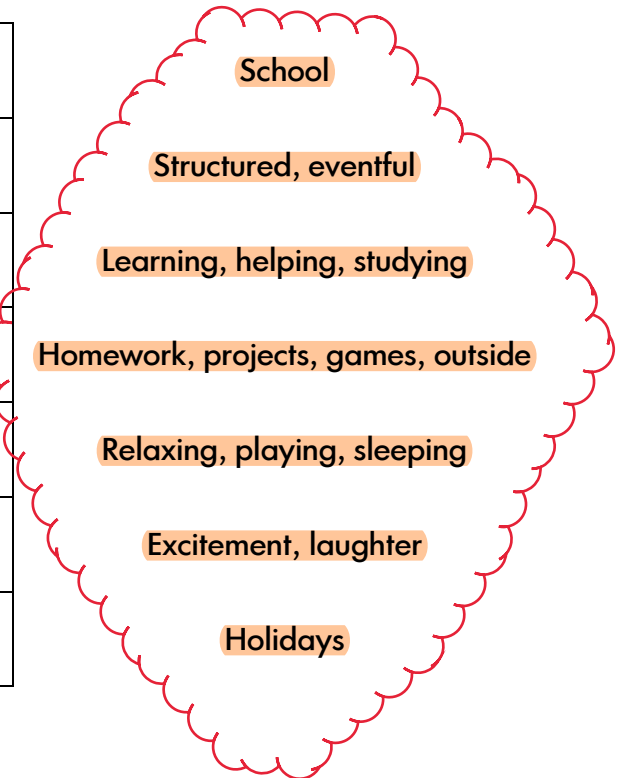 School
Structured, eventful
Learning, helping, studying
Homework, projects, games, outside
Relaxing, playing, sleeping
Excitement, laughter
Holidays